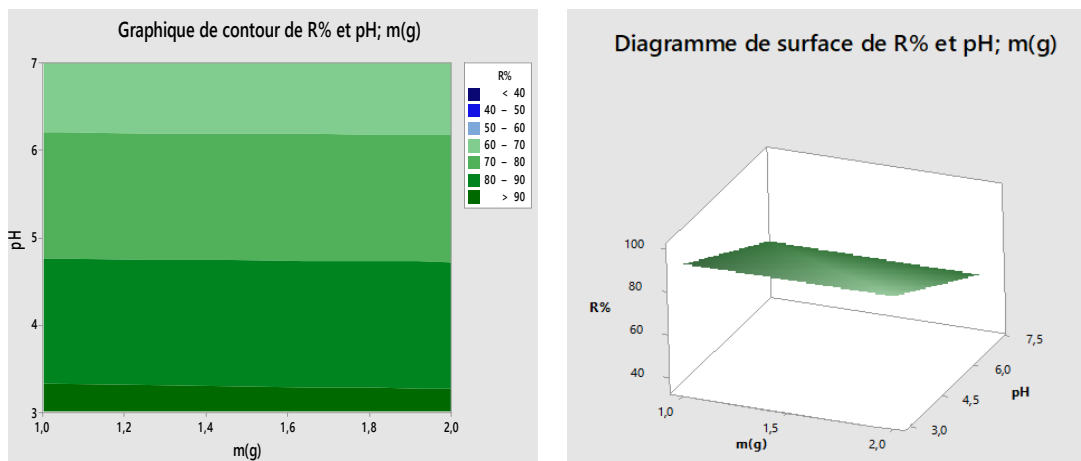 Graphique de contour de R% et pH; m(g)
7
6
5
4
3
pH
1,0 1,2 1,4 1,6 1,8 2,0
m(g)
R%
< 40
40 – 50
50 – 60
60 – 70
70 – 80
80 – 90
> 90
Diagramme de surface de R% et pH; m(g)
100
80
60
40
R%
1,0
1,5
2,0
m(g)
3,0
4,5
6,0
7,5
pH